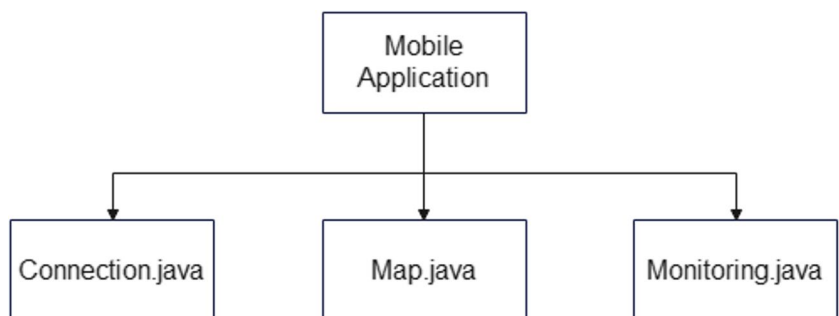 Mobile
Application
Connection.java
Map.java
Monitoring.java